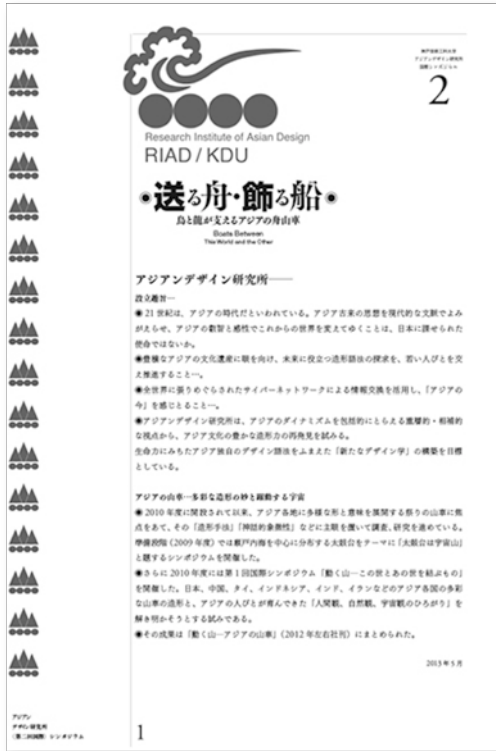 神戸芸術工科大学
アジアンデザイン研究所
国際シンポジウム
2
Research Institute of Asian Design
RIAD / KDU
◉送る舟・飾る船◉
鳥と龍が支えるアジアの舟山車
Boats Between
This World and the Other
アジアンデザイン研究所——
設立趣旨…
◉21世紀は、アジアの時代だといわれている。アジア古来の思想を現代的な文脈でよみ
がえらせ、アジアの叡智と感性でこれからの世界を変えてゆくことは、日本に課せられた
使命ではないか。
◉豊穣なアジアの文化遺産に眼を向け、未来に役立つ造形語法の探求を、若い人びとを交
え推進すること…。
◉全世界に張りめぐらされたサイバーネットワークによる情報交換を活用し、「アジアの
今」を感じとること…。
◉アジアンデザイン研究所は、アジアのダイナミズムを包括的にとらえる重層的・相補的
な視点から、アジア文化の豊かな造形力の再発見を試みる。
生命力にみちたアジア独自のデザイン語法をふまえた「新たなデザイン学」の構築を目標
としている。
アジアの山車…多彩な造形の妙と躍動する宇宙
◉2010年度に開設されて以来、アジア各地に多様な形と意味を展開する祭りの山車に焦
点をあて、その「造形手法」「神話的象徴性」などに主眼を置いて調査、研究を進めている。
準備段階(2009年度)では瀬戸内海を中心に分布する太鼓台をテーマに「太鼓台は宇宙山」
と題するシンポジウムを開催した。
◉さらに2010年度には第1回国際シンポジウム「動く山—この世とあの世を結ぶもの」
を開催した。日本、中国、タイ、インドネシア、インド、イランなどのアジア各国の多彩
な山車の造形と、アジアの人びとが育んできた「人間観、自然観、宇宙観のひろがり」を
解き明かそうとする試みである。
◉その成果は『動く山—アジアの山車』(2012年左右社刊)にまとめられた。
2013年5月
アジアン
デザイン研究所
(第二回国際)シンポジウム
1